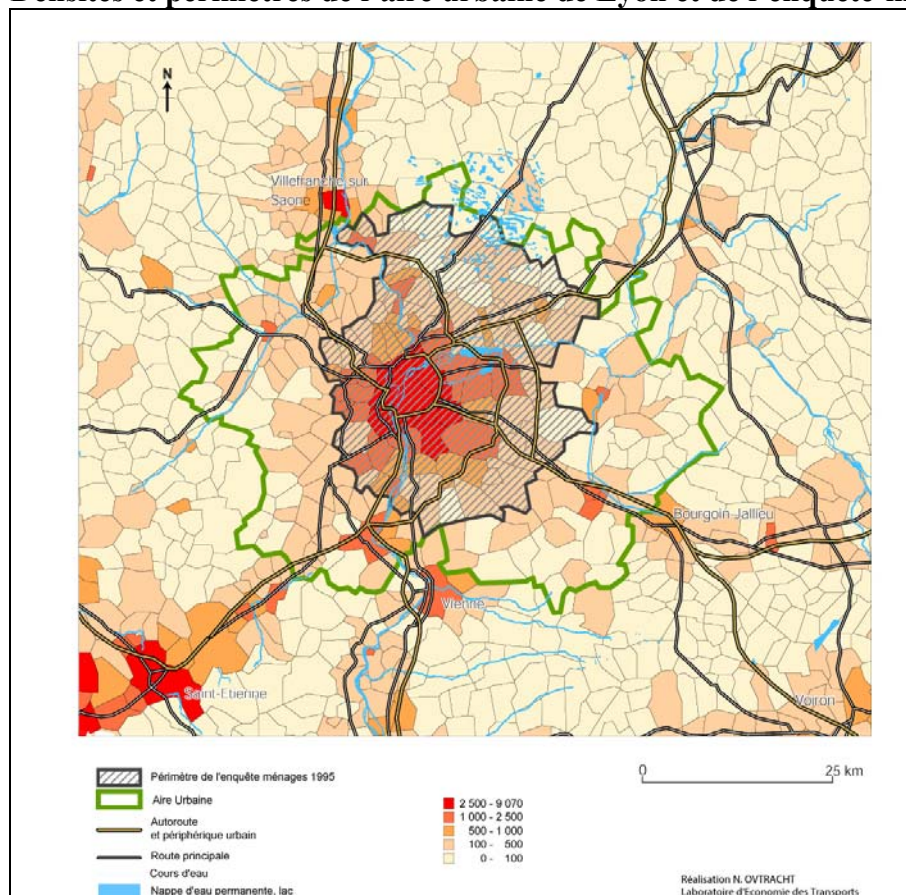 Densités et périmètres de l'aire urbaine de Lyon et de l'enquête
N
Villefranche sur
Saone
Bourgoin Jallieu
Vienne
Saint-Etienne
Voiron
Périmètre de l'enquête ménages 1995
Aire Urbaine
Autoroute
et périphérique urbain
Route principale
Cours d'eau
Nappe d'eau permanente, lac
2 500 - 9 070
1 000 - 2 500
500 - 1 000
100 - 500
0 - 100
0 25 km
Réalisation N. OVTRACHT
Laboratoire d'Economie des Transports